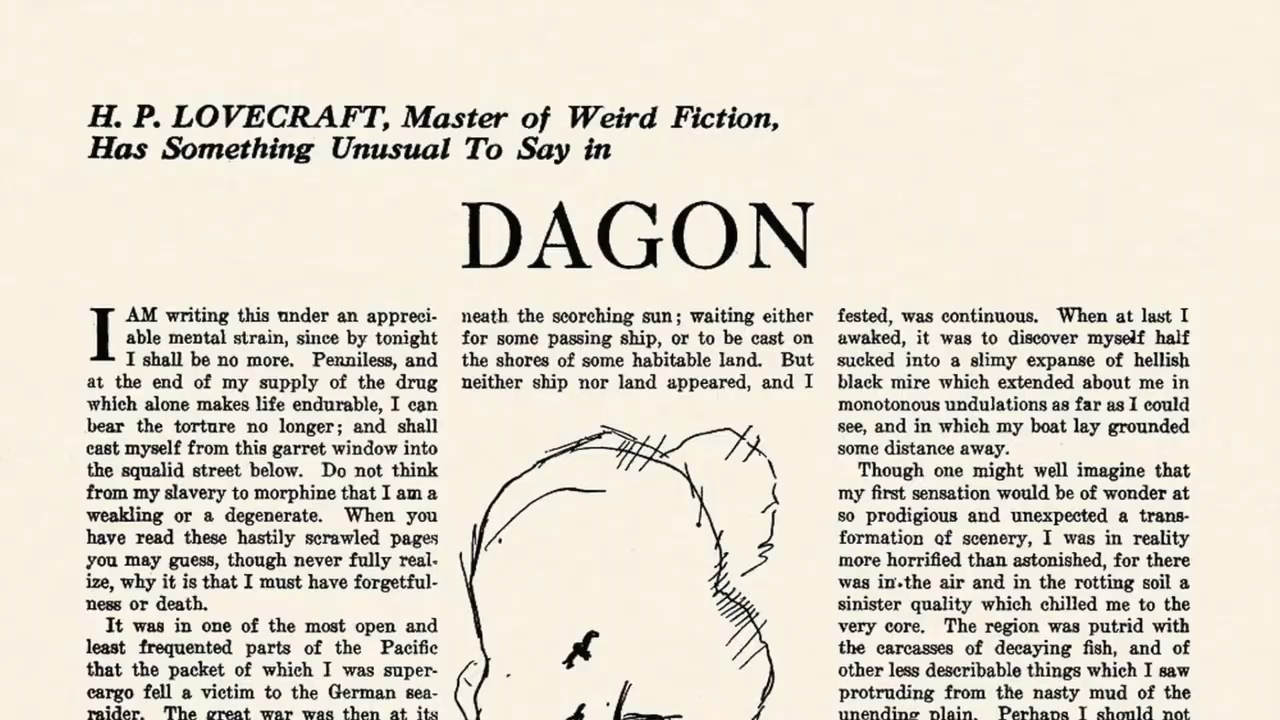 H. P. LOVECRAFT, Master of Weird Fiction,
Has Something Unusual To Say in
DAGON
I AM writing this under an appreci-
able mental strain, since by tonight
I shall be no more. Penniless, and
at the end of my supply of the drug
which alone makes life endurable, I can
bear the torture no longer; and shall
cast myself from this garret window into
the squalid street below. Do not think
from my slavery to morphine that I am a
weakling or a degenerate. When you
have read these hastily scrawled pages
you may guess, though never fully real-
ize, why it is that I must have forgetful-
ness or death.
It was in one of the most open and
least frequented parts of the Pacific
that the packet of which I was super-
cargo fell a victim to the German sea-
raider. The great war was then at its
neath the scorching sun; waiting either
for some passing ship, or to be cast on
the shores of some habitable land. But
neither ship nor land appeared, and I
fested, was continuous. When at last I
awaked, it was to discover myself half
sucked into a slimy expanse of hellish
black mire which extended about me in
monotonous undulations as far as I could
see, and in which my boat lay grounded
some distance away.
Though one might well imagine that
my first sensation would be of wonder at
so prodigious and unexpected a trans-
formation of scenery, I was in reality
more horrified than astonished, for there
was in the air and in the rotting soil a
sinister quality which chilled me to the
very core. The region was putrid with
the carcasses of decaying fish, and of
other less describable things which I saw
protruding from the nasty mud of the
unending plain. Perhaps I should not